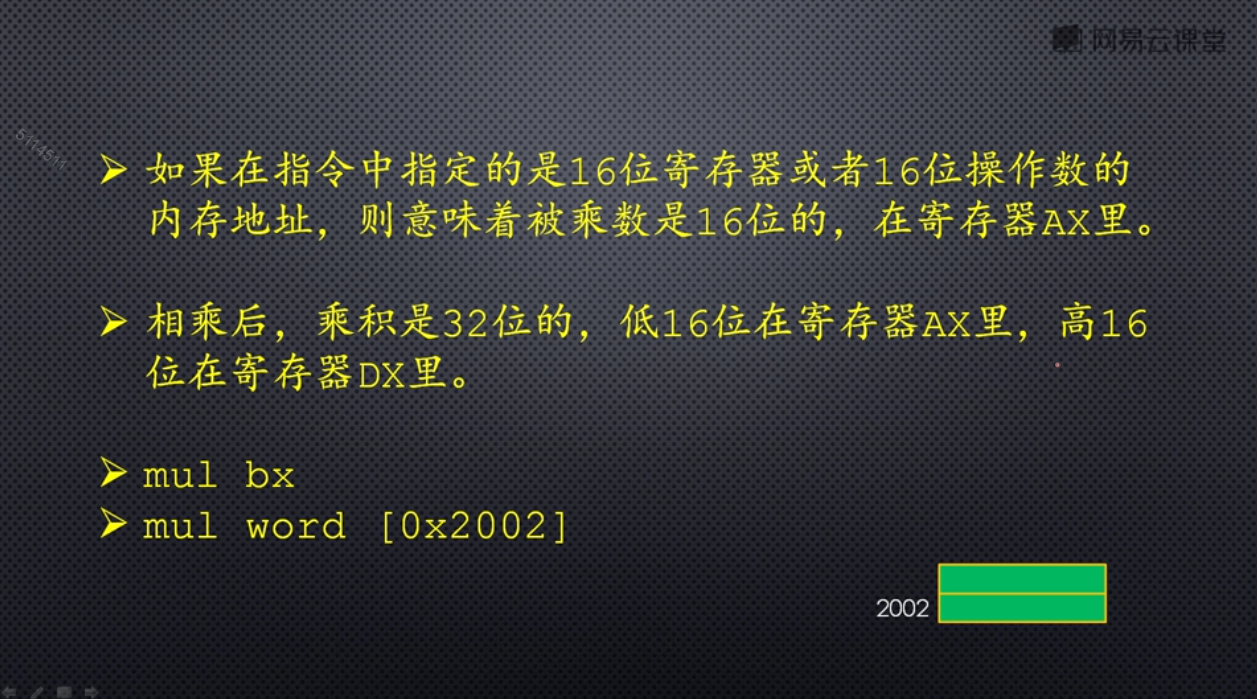 网易云课堂
5114511
如果在指令中指定的是16位寄存器或者16位操作数的
内存地址，则意味着被乘数是16位的，在寄存器AX里。
相乘后，乘积是32位的，低16位在寄存器AX里，高16
位在寄存器DX里。
mul bx
mul word [0x2002]
2002